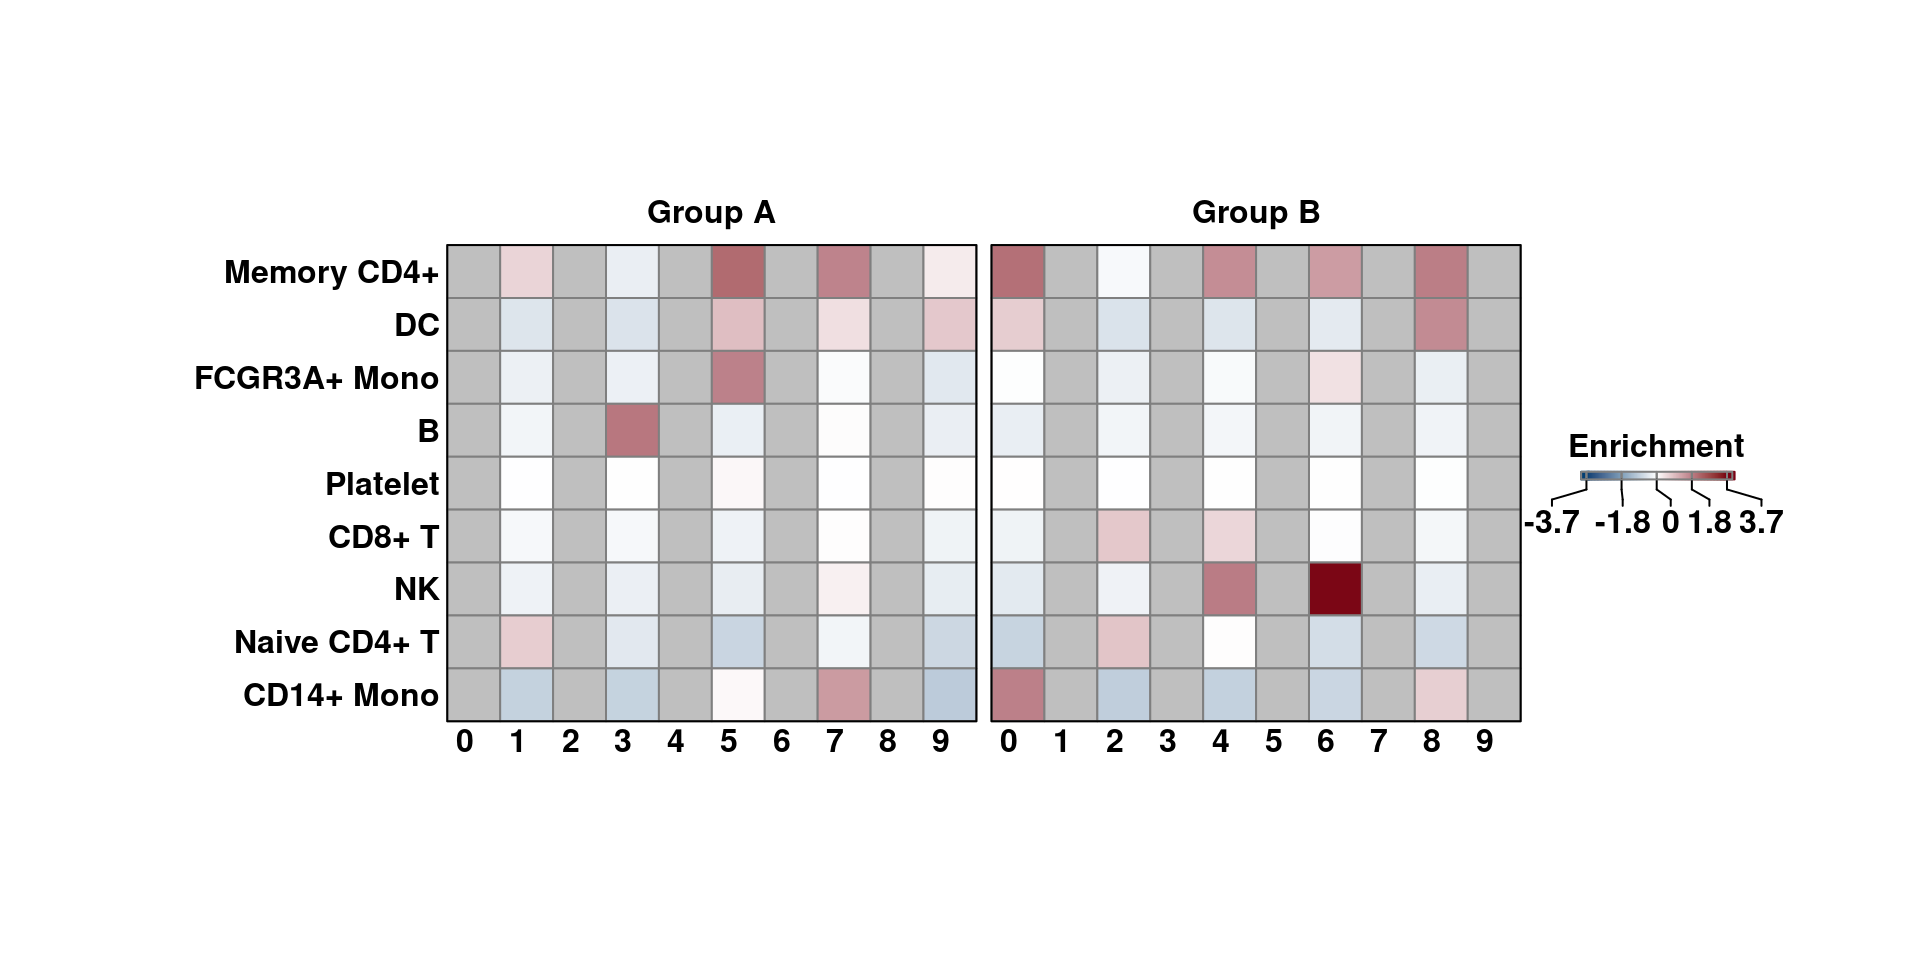 Group A
Group B
Memory CD4+
DC
FCGR3A+ Mono
B
Platelet
CD8+ T
NK
Naive CD4+ T
CD14+ Mono
0 1 2 3 4 5 6 7 8 9
0 1 2 3 4 5 6 7 8 9
Enrichment
-3.7 -1.8 0 1.8 3.7